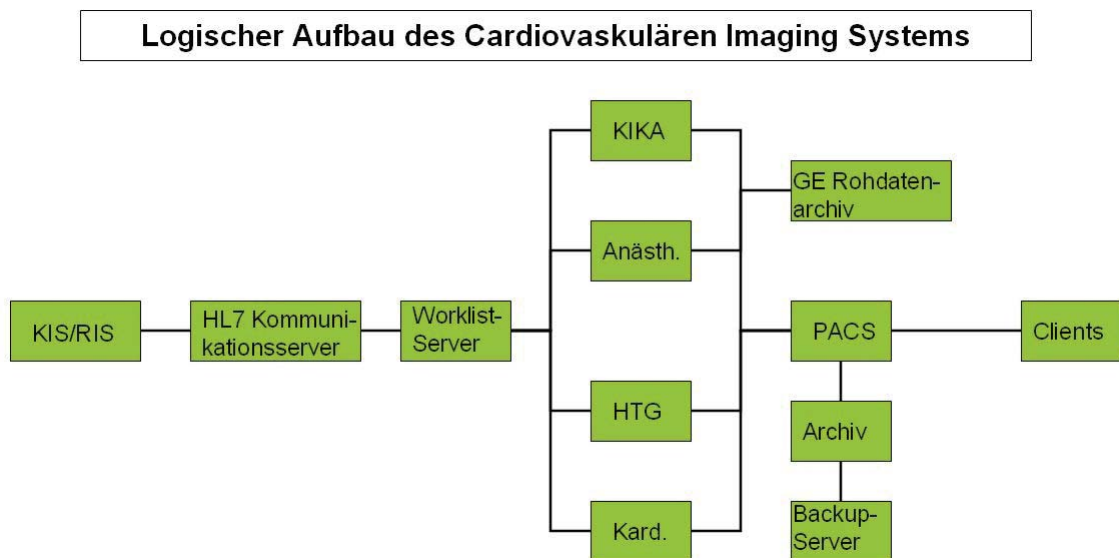 Logischer Aufbau des Cardiovaskulären Imaging Systems
KIKA
GE Rohdaten-
archiv
Anästh.
KIS/RIS
HL7 Kommuni-
kationsserver
Worklist-
Server
PACS
Clients
HTG
Archiv
Kard.
Backup-
Server